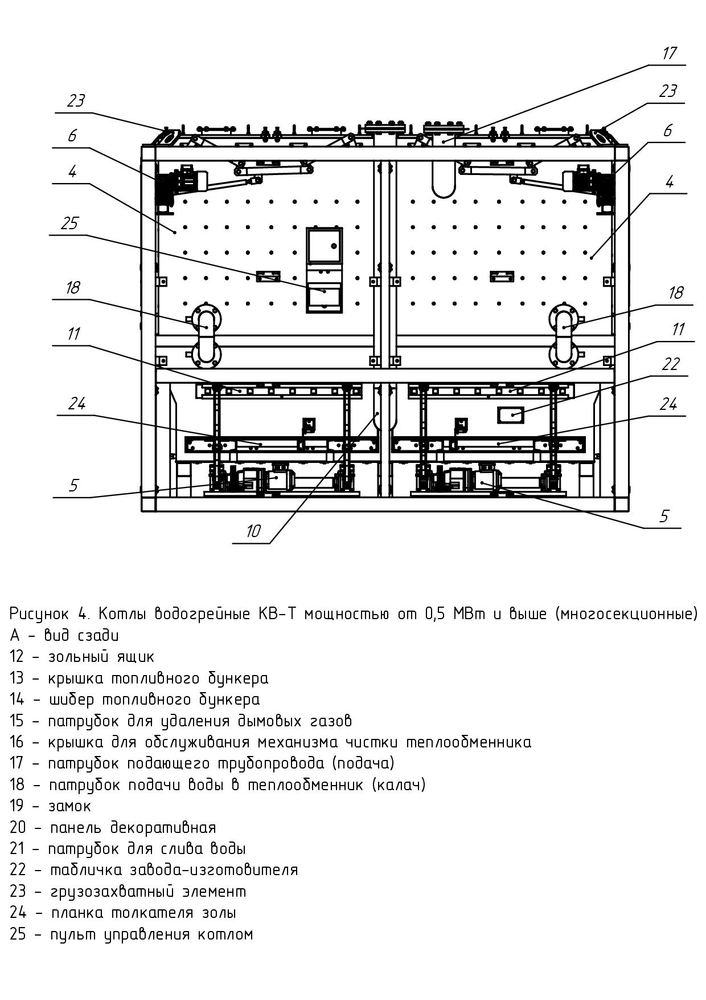 17
23
23
6
6
4
4
25
18
18
11
11
22
24
24
5
5
10
Рисунок 4. Котлы водогрейные КВ-Т мощностью от 0,5 МВт и выше (многосекционные)
А - вид сзади
12 - зольный ящик
13 - крышка топливного бункера
14 - шибер топливного бункера
15 - патрубок для удаления дымовых газов
16 - крышка для обслуживания механизма чистки теплообменника
17 - патрубок подающего трубопровода (подача)
18 - патрубок подачи воды в теплообменник (калач)
19 - замок
20 - панель декоративная
21 - патрубок для слива воды
22 - табличка завода-изготовителя
23 - грузозахватный элемент
24 - планка толкателя золы
25 - пульт управления котлом